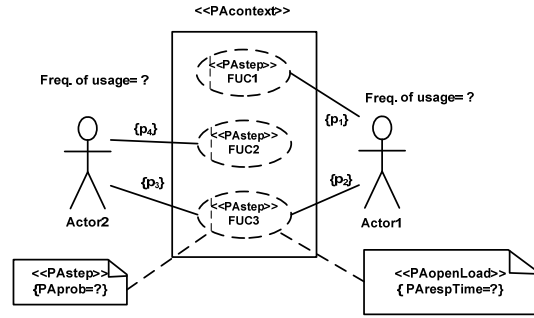 <<PAcontext>>
<<PAstep>>
FUC1
Freq. of usage= ?
Freq. of usage= ?
{p4}
{p1}
<<PAstep>>
FUC2
{p3}
{p2}
<<PAstep>>
FUC3
Actor2
Actor1
<<PAstep>>
{PAprob=?}
<<PAopenLoad>>
{ PArespTime=?}